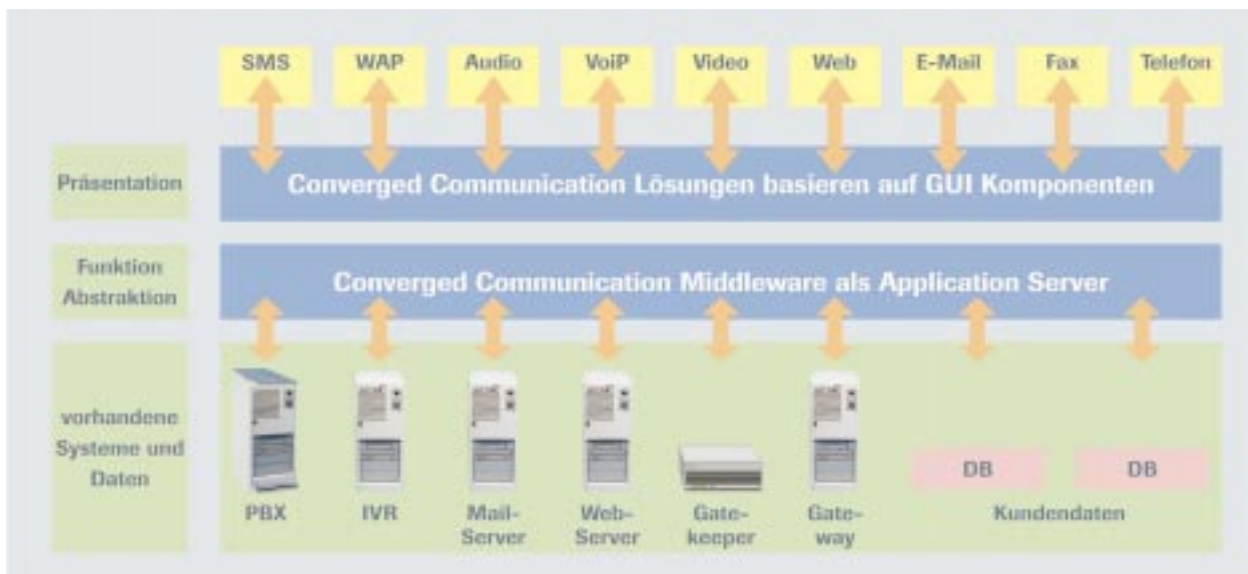 SMS WAP Audio VoiP Video Web E-Mail Fax Telefon
Präsentation
Converged Communication Lösungen basieren auf GUI Komponenten
Funktion
Abstraktion
Converged Communication Middleware als Application Server
vorhandene
Systeme und
Daten
DB DB
PBX IVR Mail- Web- Gate- Gate- Kundendaten
Server Server keeper way